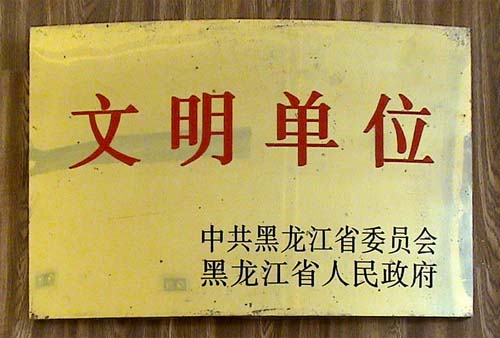 文明单位
中共黑龙江省委员会
黑龙江省人民政府